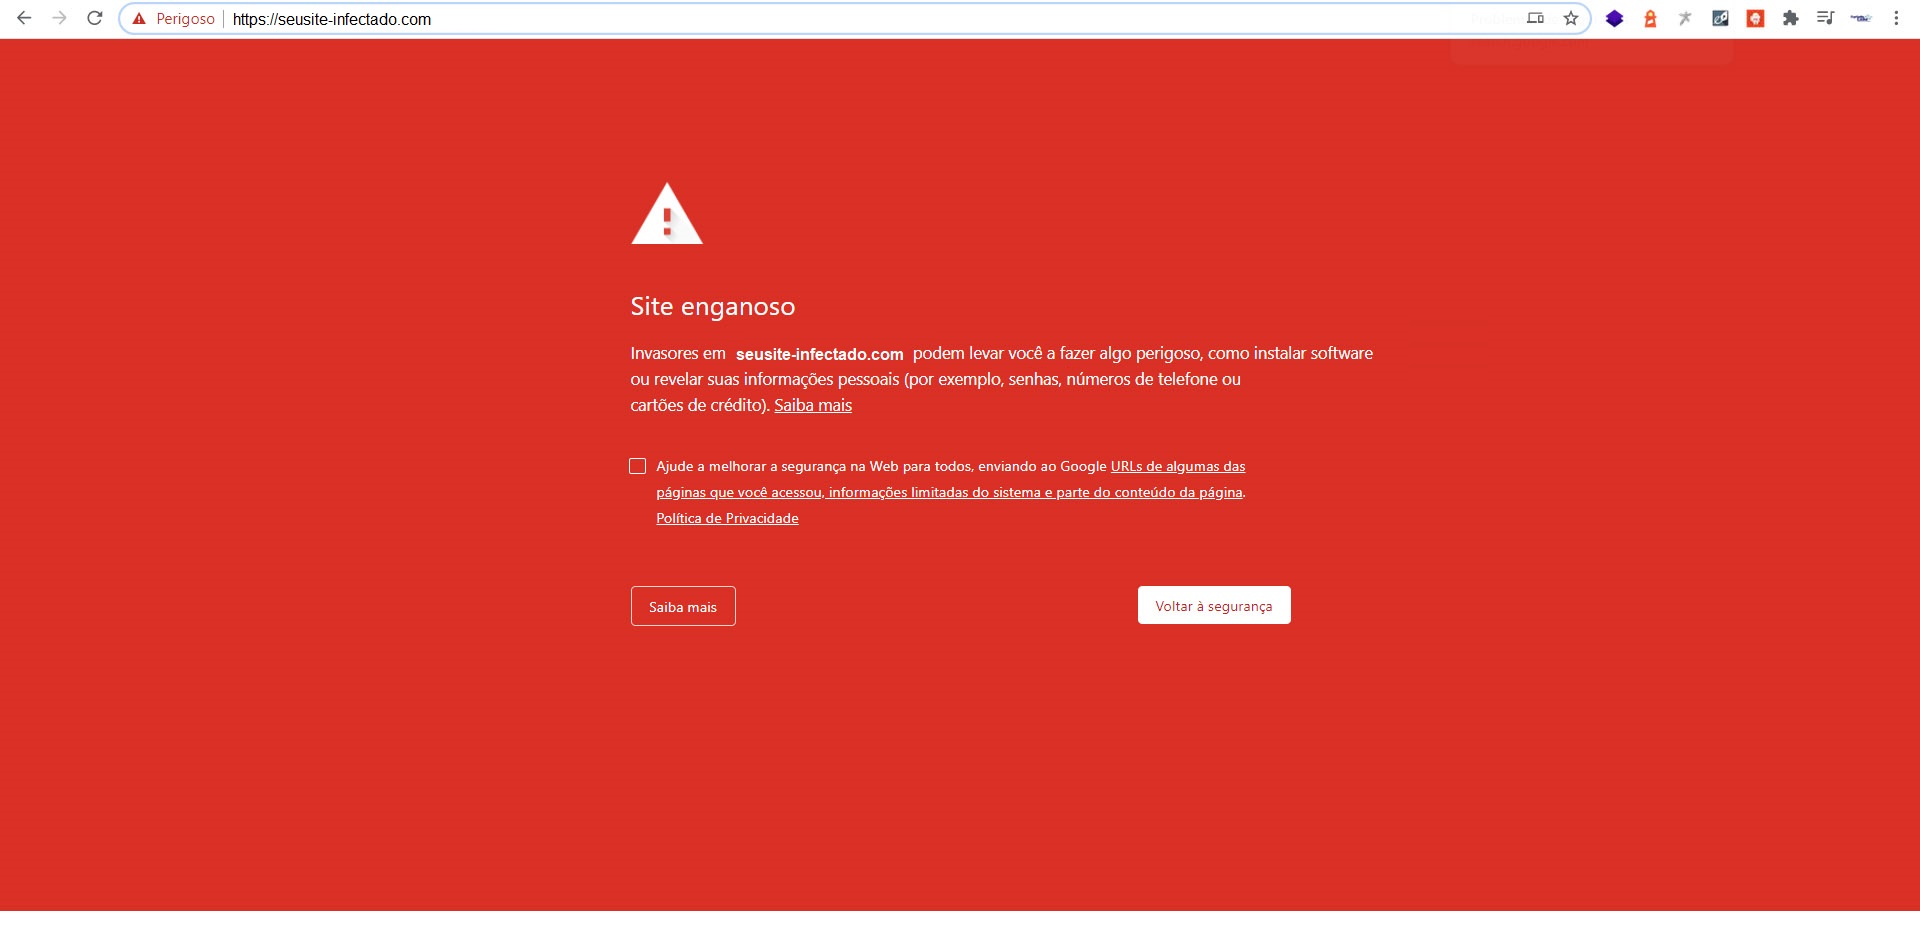 Perigoso https://seusite-infectado.com
Site enganoso
Invasores em seusite-infectado.com podem levar você a fazer algo perigoso, como instalar software
ou revelar suas informações pessoais (por exemplo, senhas, números de telefone ou
cartões de crédito). Saiba mais
Ajude a melhorar a segurança na Web para todos, enviando ao Google URLs de algumas das
páginas que você acessou, informações limitadas do sistema e parte do conteúdo da página.
Política de Privacidade
Saiba mais
Voltar à segurança